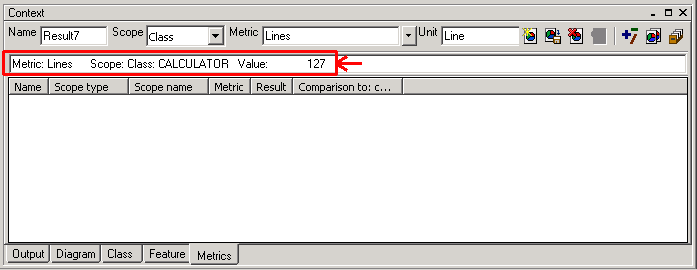 Context
Name Result7 Scope Class Metric Lines Unit Line
Metric: Lines Scope: Class: CALCULATOR Value: 127
Name Scope type Scope name Metric Result Comparison to: c...
Output Diagram Class Feature Metrics